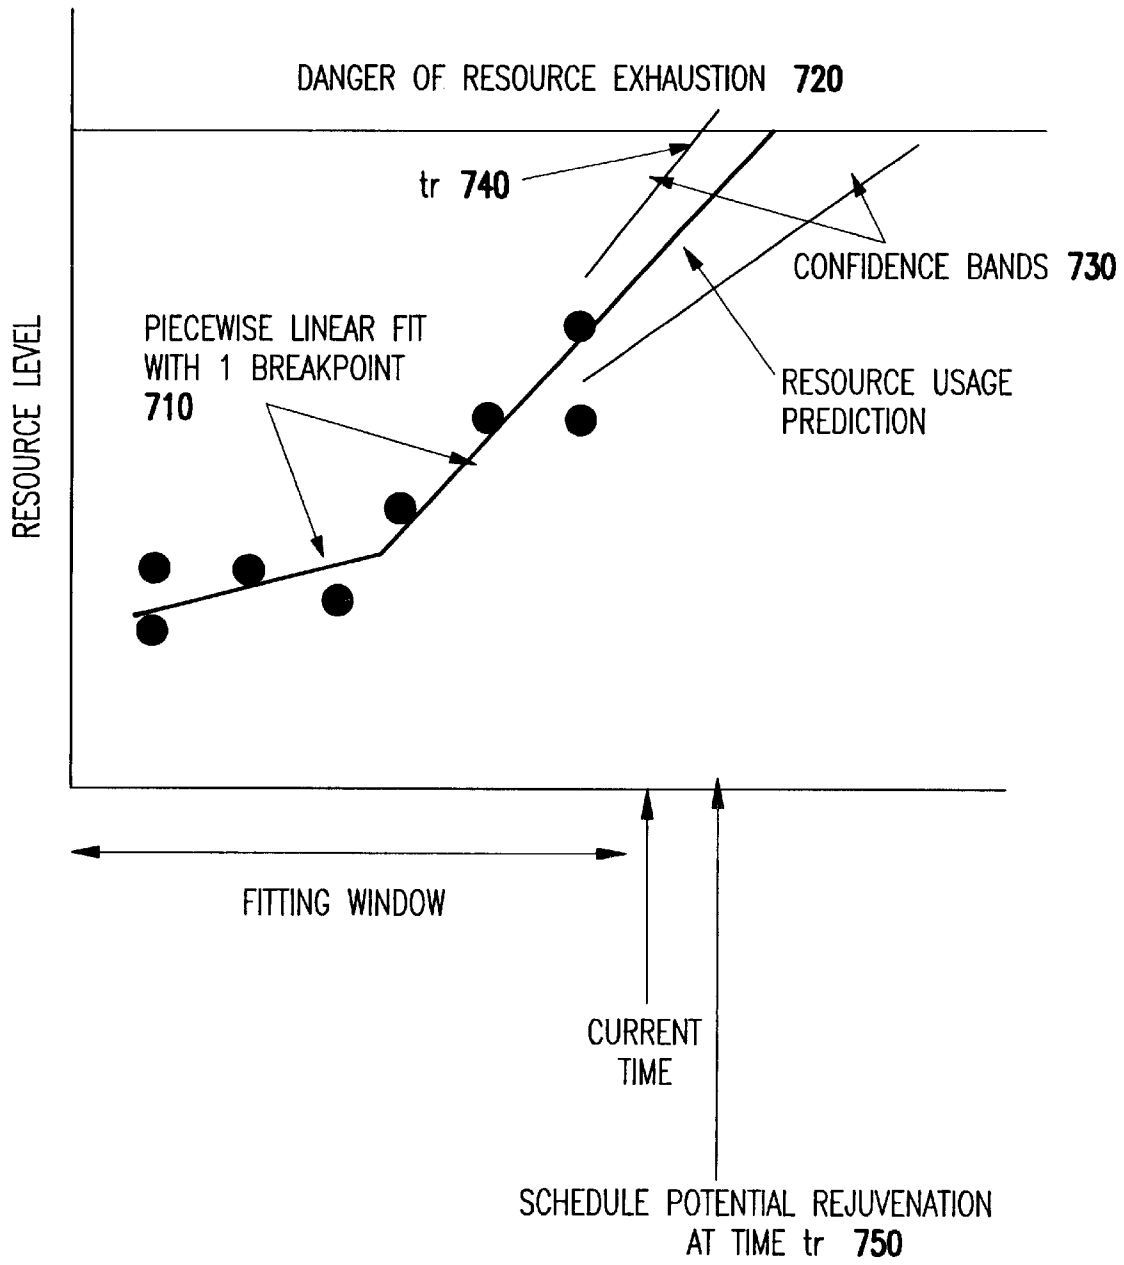 DANGER OF RESOURCE EXHAUSTION 720
tr 740
CONFIDENCE BANDS 730
PIECEWISE LINEAR FIT
WITH 1 BREAKPOINT
710
RESOURCE USAGE
PREDICTION
RESOURCE LEVEL
FITTING WINDOW
CURRENT
TIME
SCHEDULE POTENTIAL REJUVENATION
AT TIME tr 750